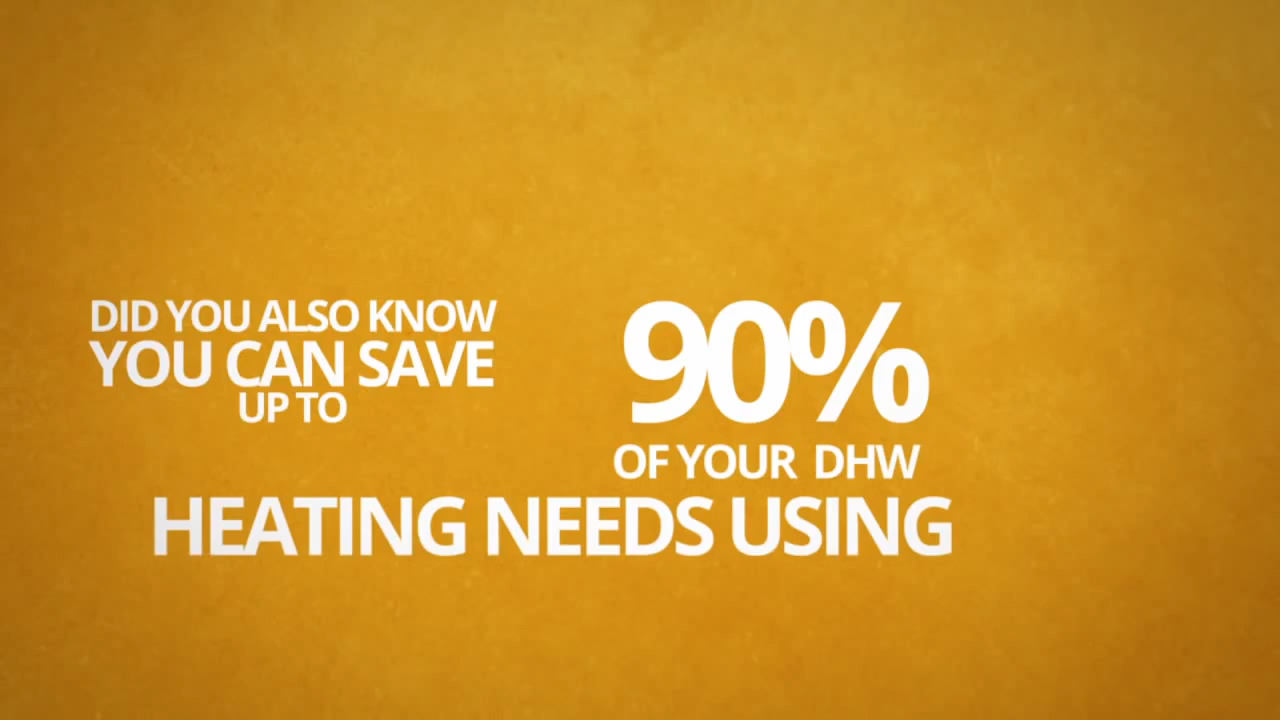 DID YOU ALSO KNOW
YOU CAN SAVE
UP TO
90%
OF YOUR DHW
HEATING NEEDS USING